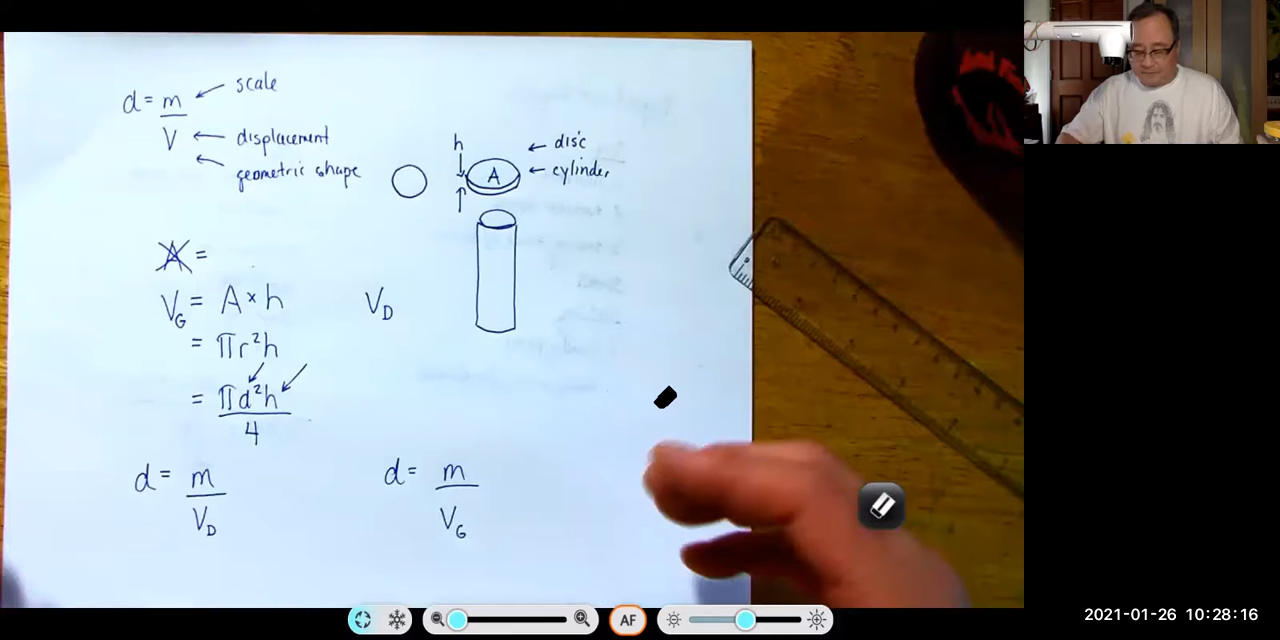 d = m ← scale
V ← displacement
← geometric shape
h
← disc
A ← cylinder
A =
V_G = A × h
V_D
= πr²h
= πd²h
4
d = m
V_D
d = m
V_G
AF
2021-01-26 10:28:16